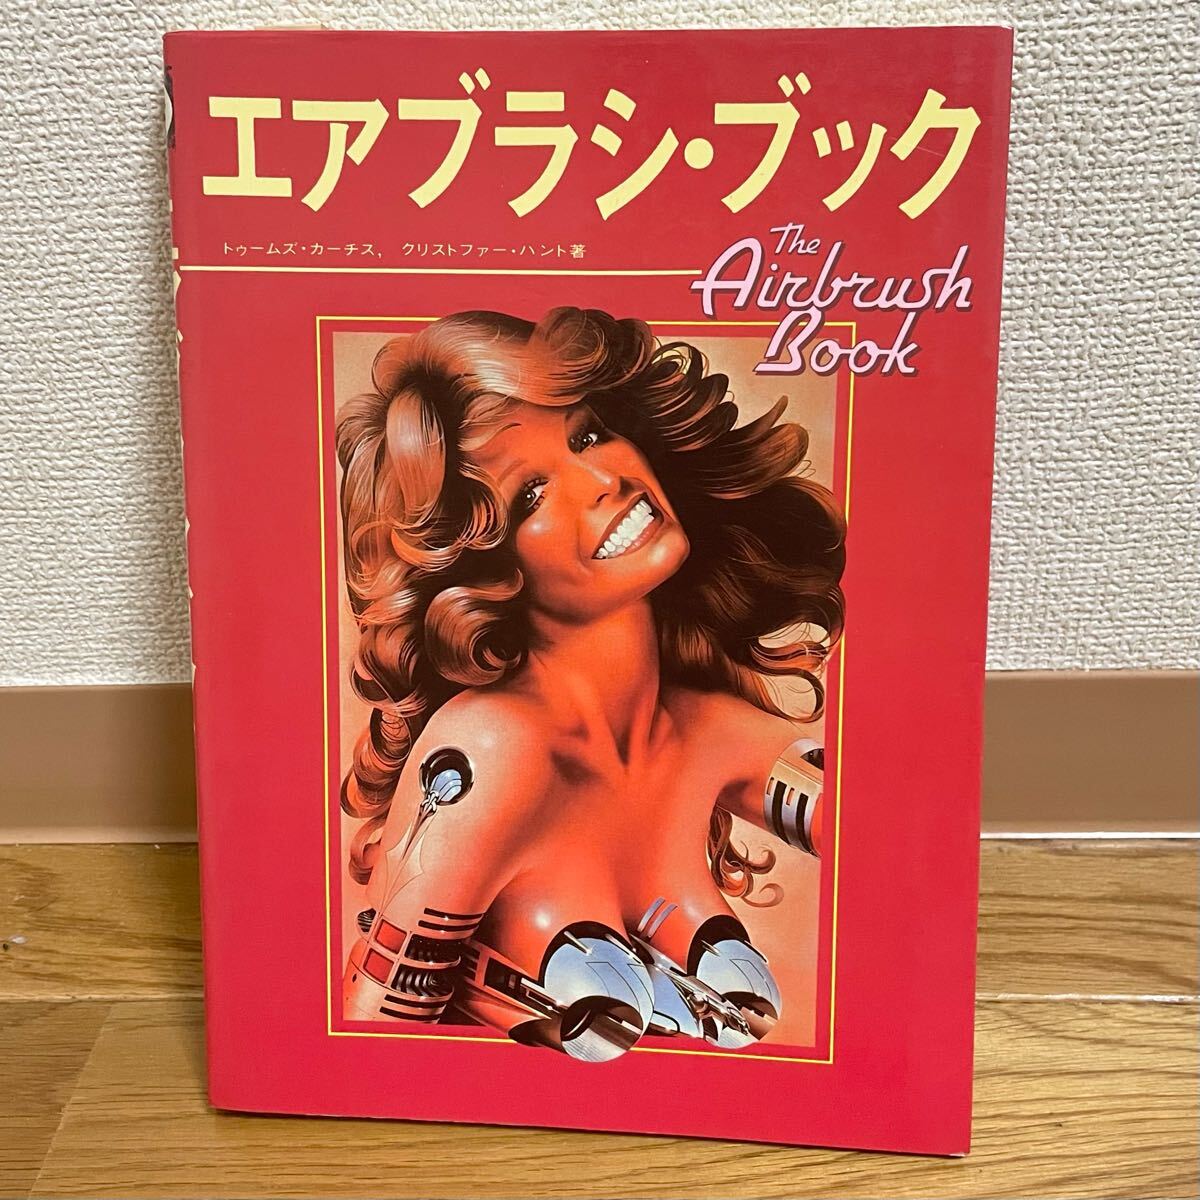 エアブラシ・ブック
トゥームズ・カーチス, クリストファー・ハント著
The
Airbrush
Book